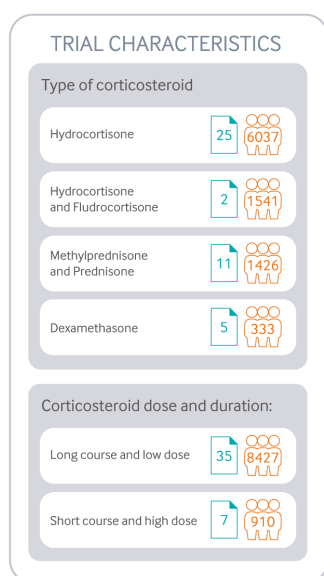 TRIAL CHARACTERISTICS
Type of corticosteroid
Hydrocortisone 25 6037
Hydrocortisone
and Fludrocortisone 2 1541
Methylprednisone
and Prednisone 11 1426
Dexamethasone 5 333
Corticosteroid dose and duration:
Long course and low dose 35 8427
Short course and high dose 7 910